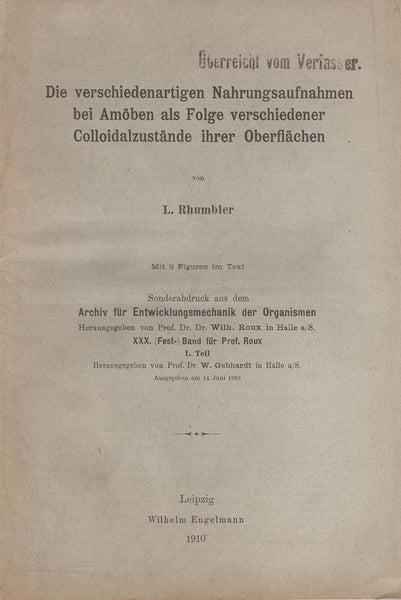 Überreicht vom Verfasser.
Die verschiedenartigen Nahrungsaufnahmen
bei Amöben als Folge verschiedener
Colloidalzustände ihrer Oberflächen
von
L. Rhumbler
Mit 9 Figuren im Text
Sonderabdruck aus dem
Archiv für Entwicklungsmechanik der Organismen
Herausgegeben von Prof. Dr. Dr. Wilh. Roux in Halle a/S.
XXX. (Fest-) Band für Prof. Roux
1. Teil
Herausgegeben von Prof. Dr. W. Gebhardt in Halle a/S.
Ausgegeben am 14. Juni 1910
Leipzig
Wilhelm Engelmann
1910